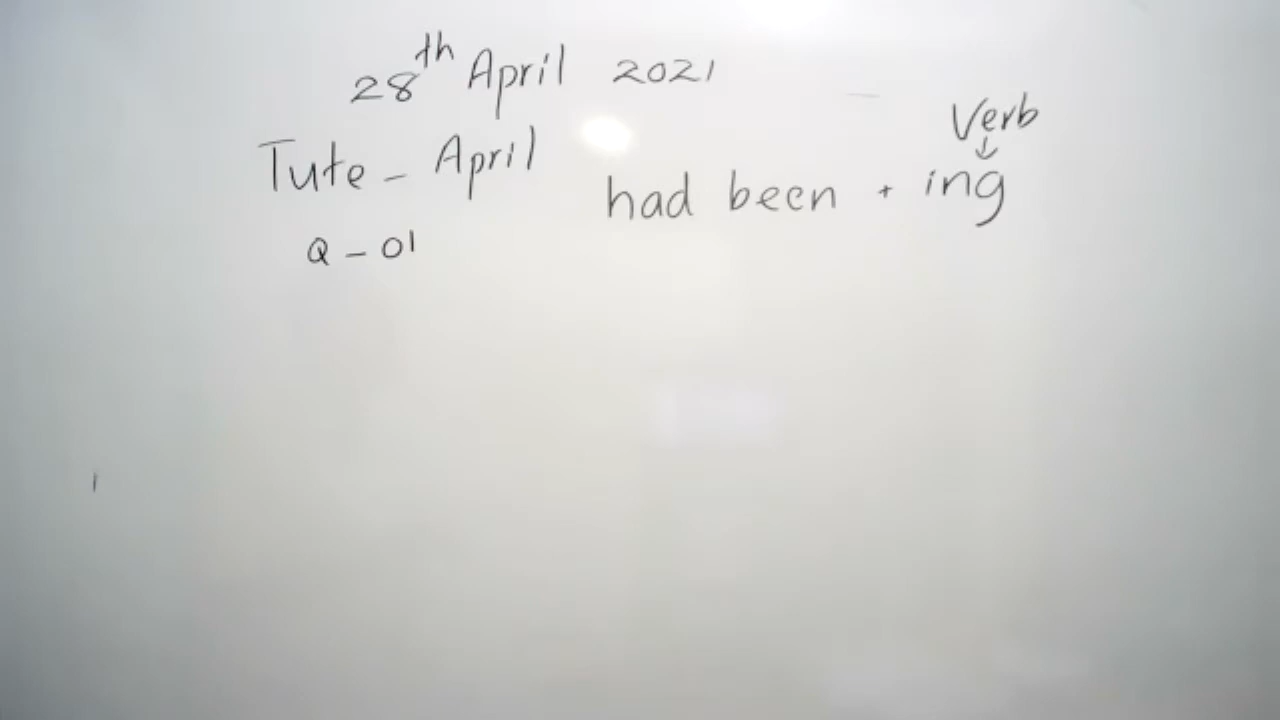 28th April 2021
Verb
↓
Tute - April
had been + ing
Q - 01